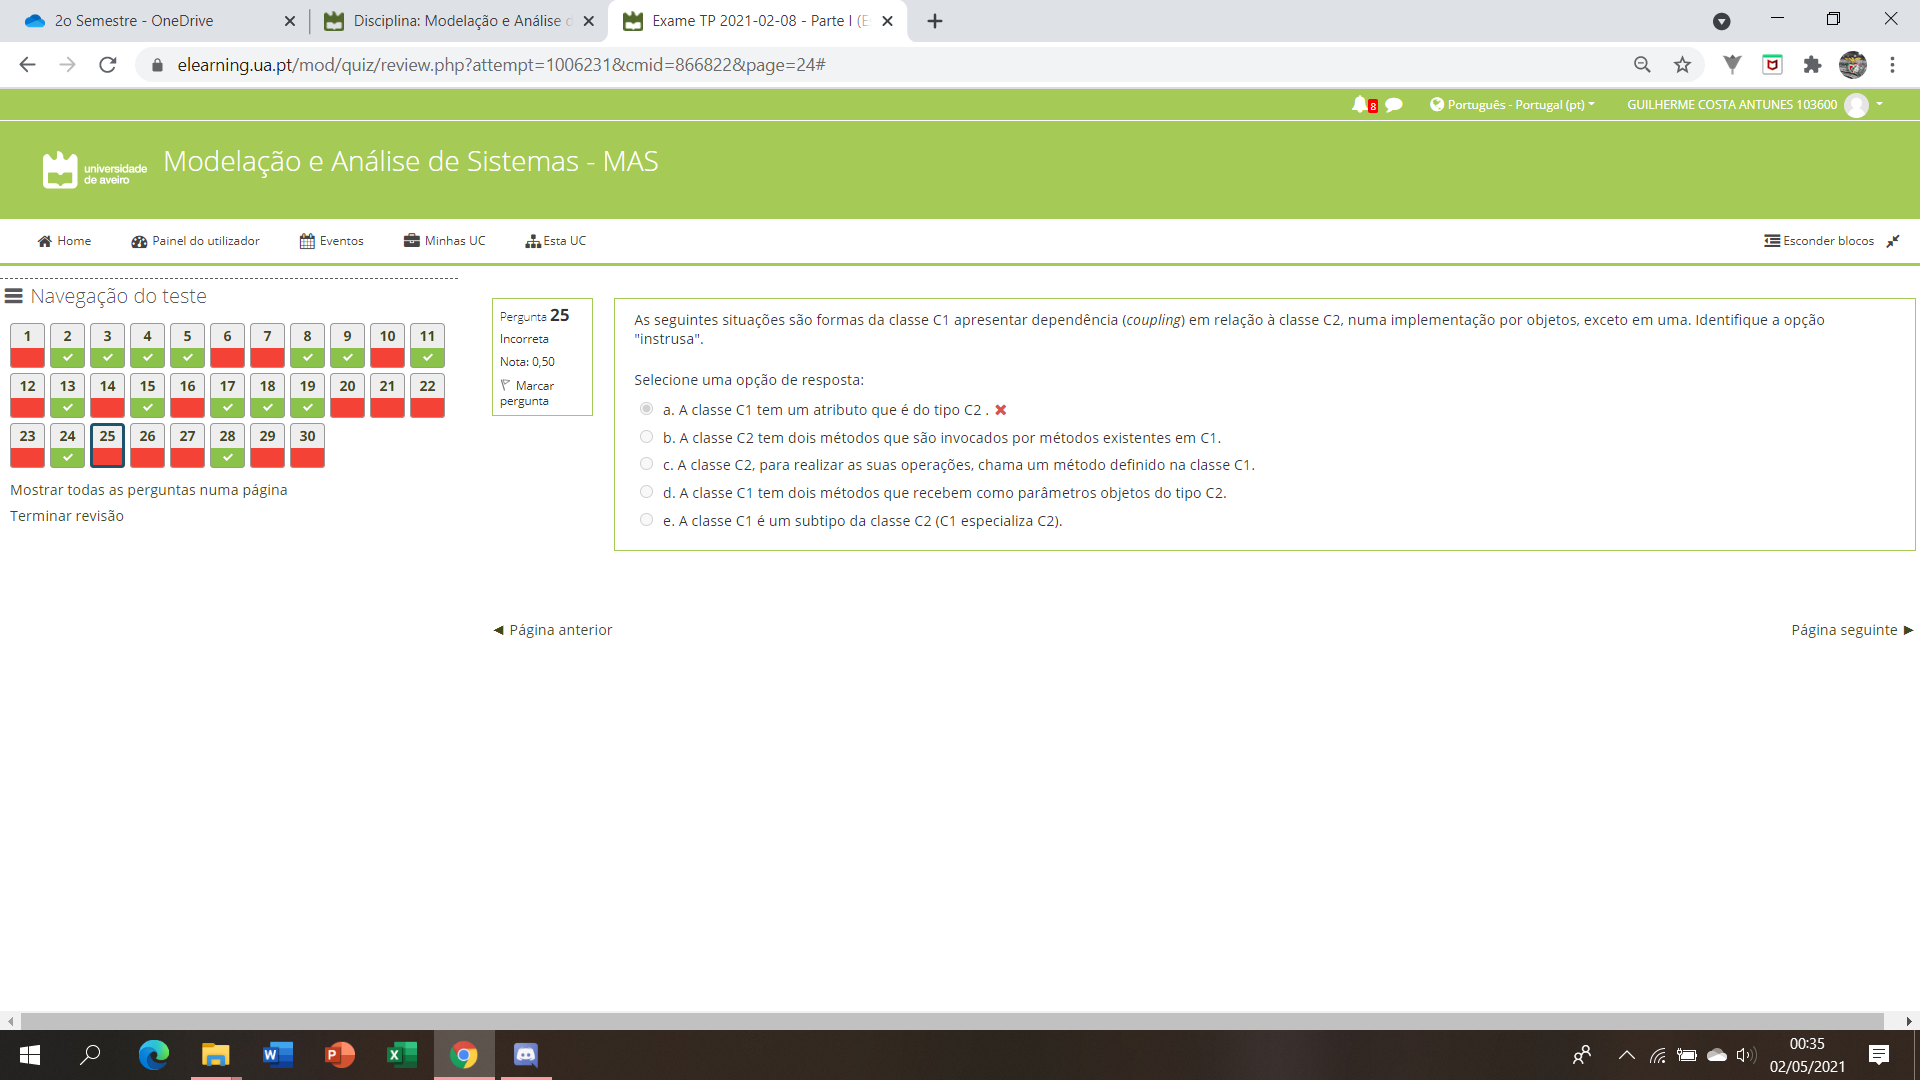 2o Semestre - OneDrive
Disciplina: Modelação e Análise d
Exame TP 2021-02-08 - Parte I (E
elearning.ua.pt/mod/quiz/review.php?attempt=1006231&cmid=866822&page=24#
8
Português - Portugal (pt)
GUILHERME COSTA ANTUNES 103600
universidade
de aveiro
Modelação e Análise de Sistemas - MAS
Home
Painel do utilizador
Eventos
Minhas UC
Esta UC
Esconder blocos
Navegação do teste
1 2 3 4 5 6 7 8 9 10 11
12 13 14 15 16 17 18 19 20 21 22
23 24 25 26 27 28 29 30
Mostrar todas as perguntas numa página
Terminar revisão
Pergunta 25
Incorreta
Nota: 0,50
Marcar
pergunta
As seguintes situações são formas da classe C1 apresentar dependência (coupling) em relação à classe C2, numa implementação por objetos, exceto em uma. Identifique a opção
"instrusa".
Selecione uma opção de resposta:
a. A classe C1 tem um atributo que é do tipo C2 .
b. A classe C2 tem dois métodos que são invocados por métodos existentes em C1.
c. A classe C2, para realizar as suas operações, chama um método definido na classe C1.
d. A classe C1 tem dois métodos que recebem como parâmetros objetos do tipo C2.
e. A classe C1 é um subtipo da classe C2 (C1 especializa C2).
◄ Página anterior
Página seguinte ►
00:35
02/05/2021